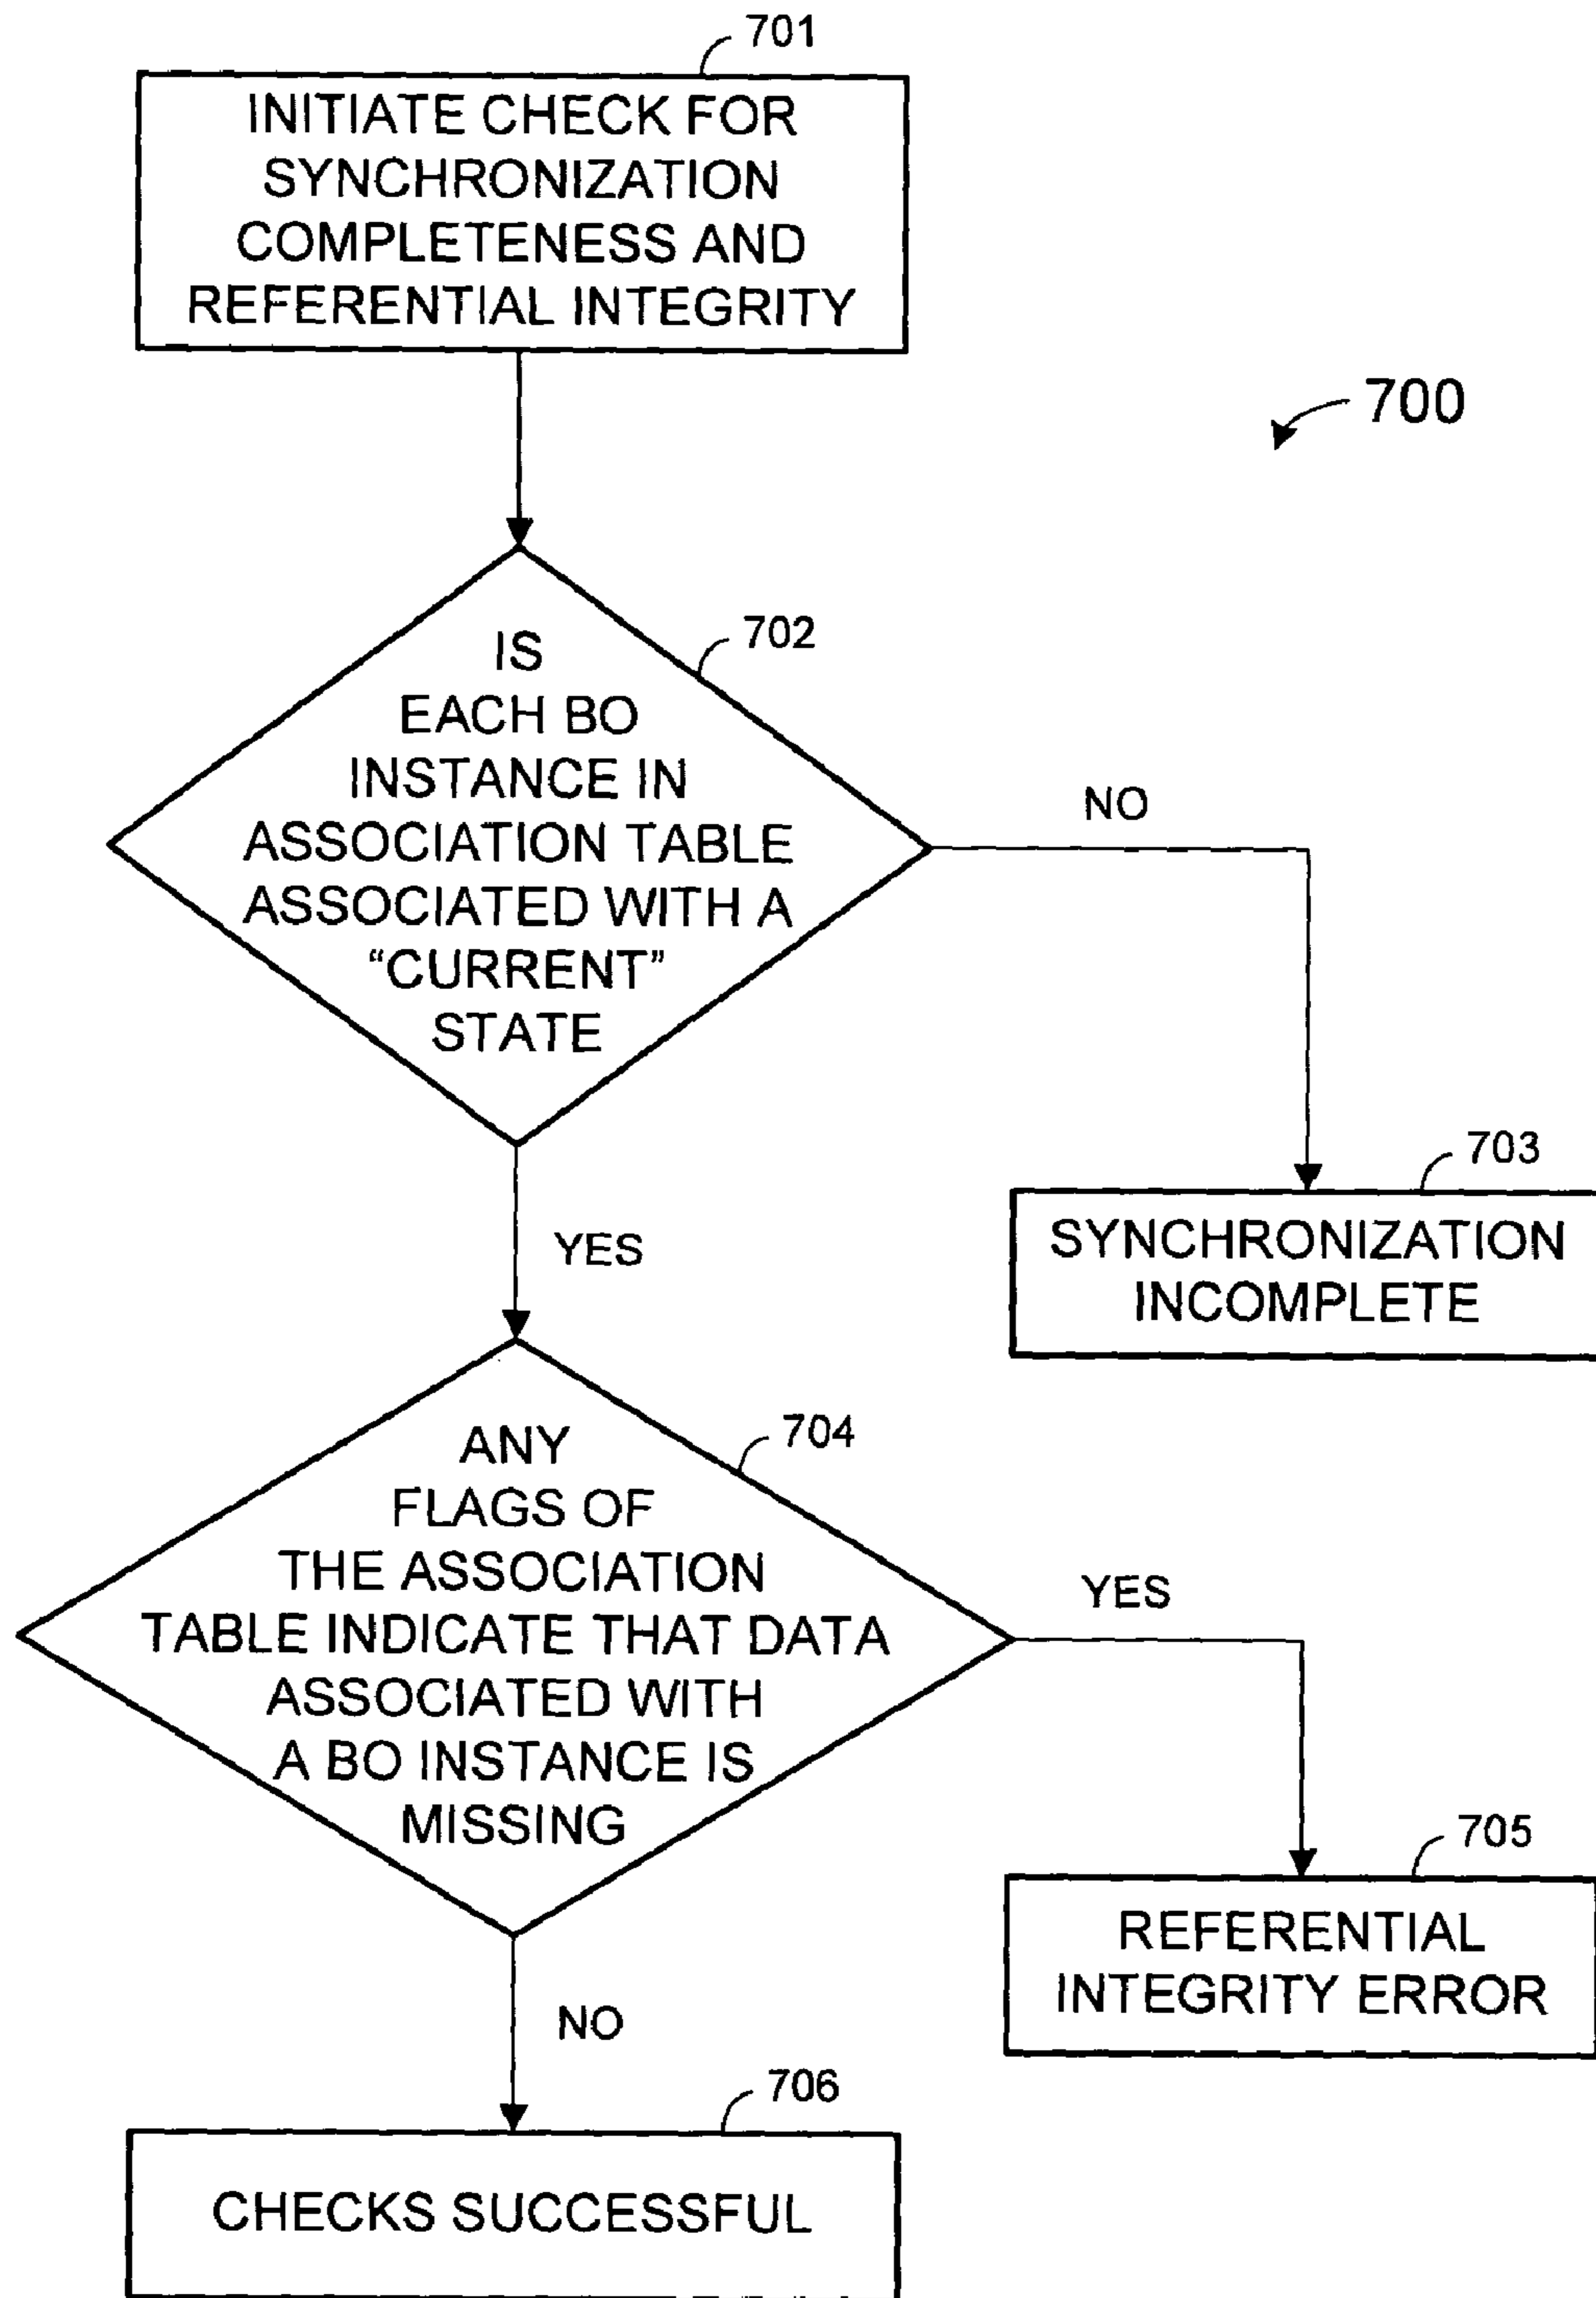 701
INITIATE CHECK FOR
SYNCHRONIZATION
COMPLETENESS AND
REFERENTIAL INTEGRITY
700
702
IS
EACH BO
INSTANCE IN
ASSOCIATION TABLE
ASSOCIATED WITH A
“CURRENT”
STATE
NO
703
SYNCHRONIZATION
INCOMPLETE
YES
704
ANY
FLAGS OF
THE ASSOCIATION
TABLE INDICATE THAT DATA
ASSOCIATED WITH
A BO INSTANCE IS
MISSING
YES
705
REFERENTIAL
INTEGRITY ERROR
NO
706
CHECKS SUCCESSFUL